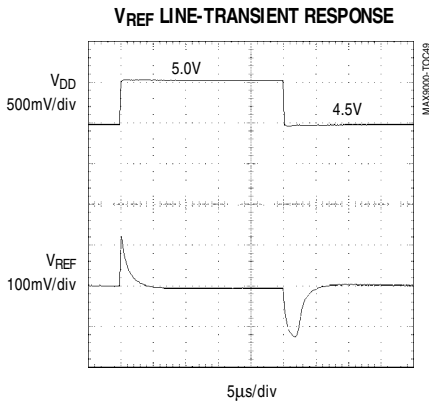 VREF LINE-TRANSIENT RESPONSE
MAX9000-TOC49
VDD
500mV/div
5.0V
4.5V
VREF
100mV/div
5µs/div